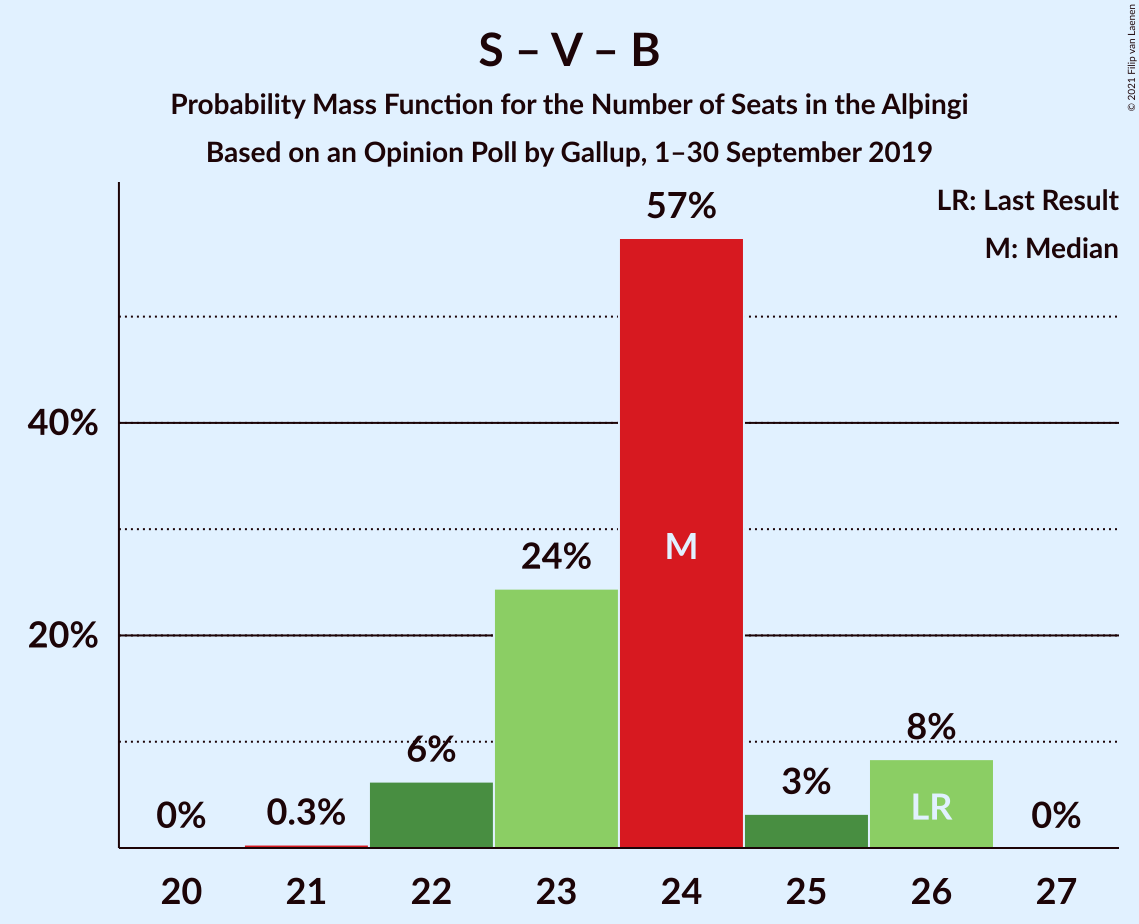 S – V – B
Probability Mass Function for the Number of Seats in the Alþingi
Based on an Opinion Poll by Gallup, 1–30 September 2019
© 2021 Filip van Laenen
LR: Last Result
M: Median
57%
40%
M
24%
20%
8%
6%
3%
LR
0%
0.3%
0%
20 21 22 23 24 25 26 27